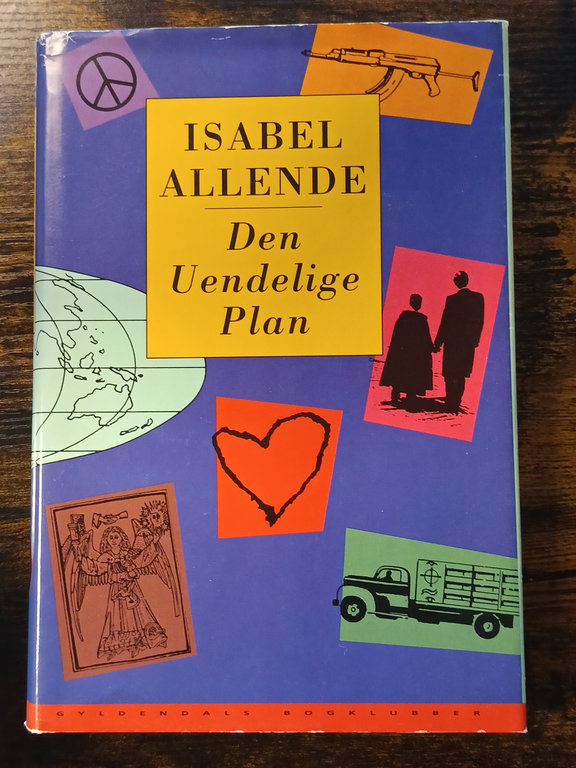 ISABEL
ALLENDE
Den
Uendelige
Plan
GYLDENDALS BOGKLUBBER